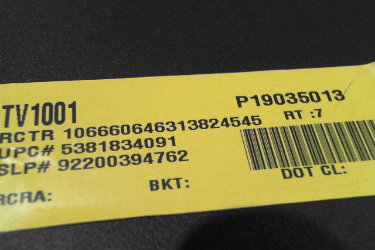 TV1001
P19035013
RCTR 106660646313824545
RT :7
UPC# 5381834091
SLP# 92200394762
BKT:
DOT CL:
RCRA: